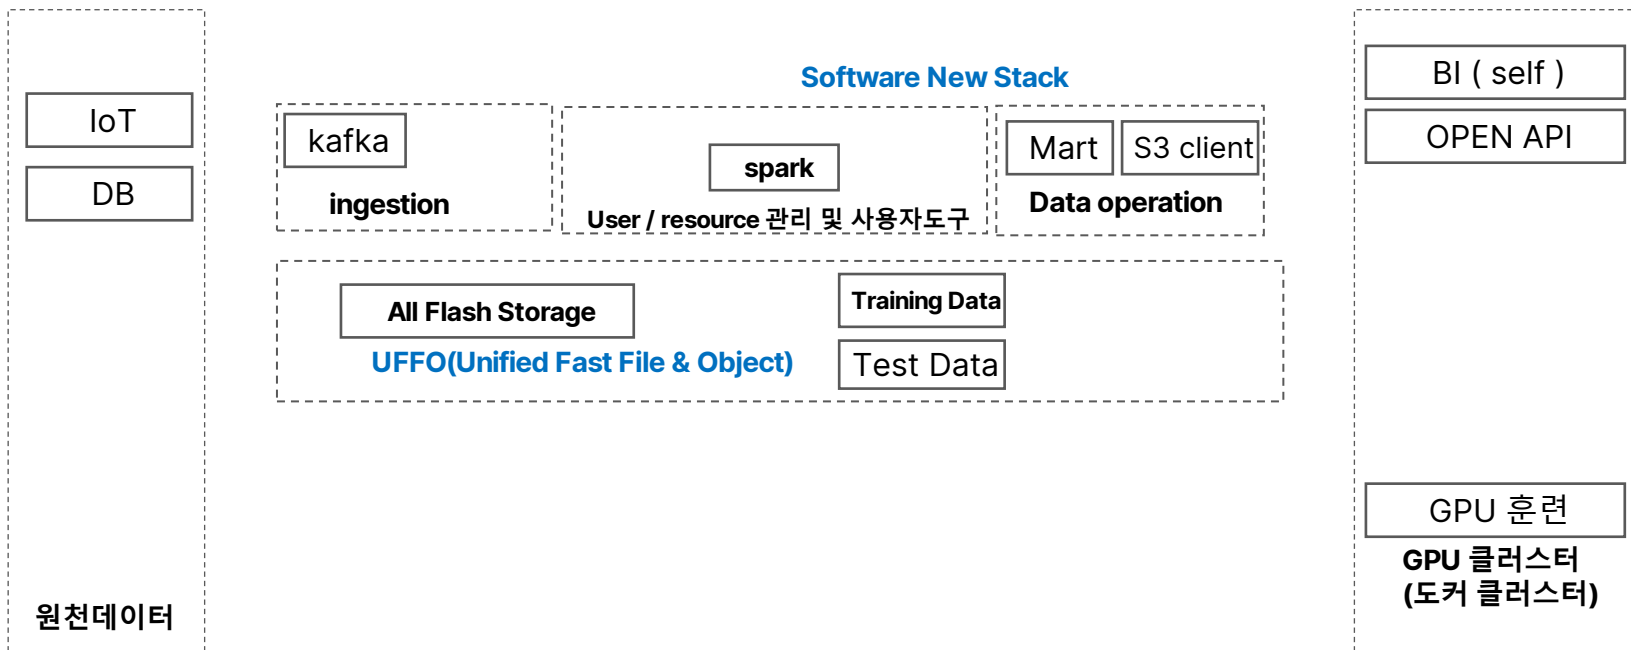 IoT
DB
원천데이터
Software New Stack
kafka
ingestion
spark
User / resource 관리 및 사용자도구
Mart
S3 client
Data operation
All Flash Storage
UFFO(Unified Fast File & Object)
Training Data
Test Data
BI ( self )
OPEN API
GPU 훈련
GPU 클러스터
(도커 클러스터)